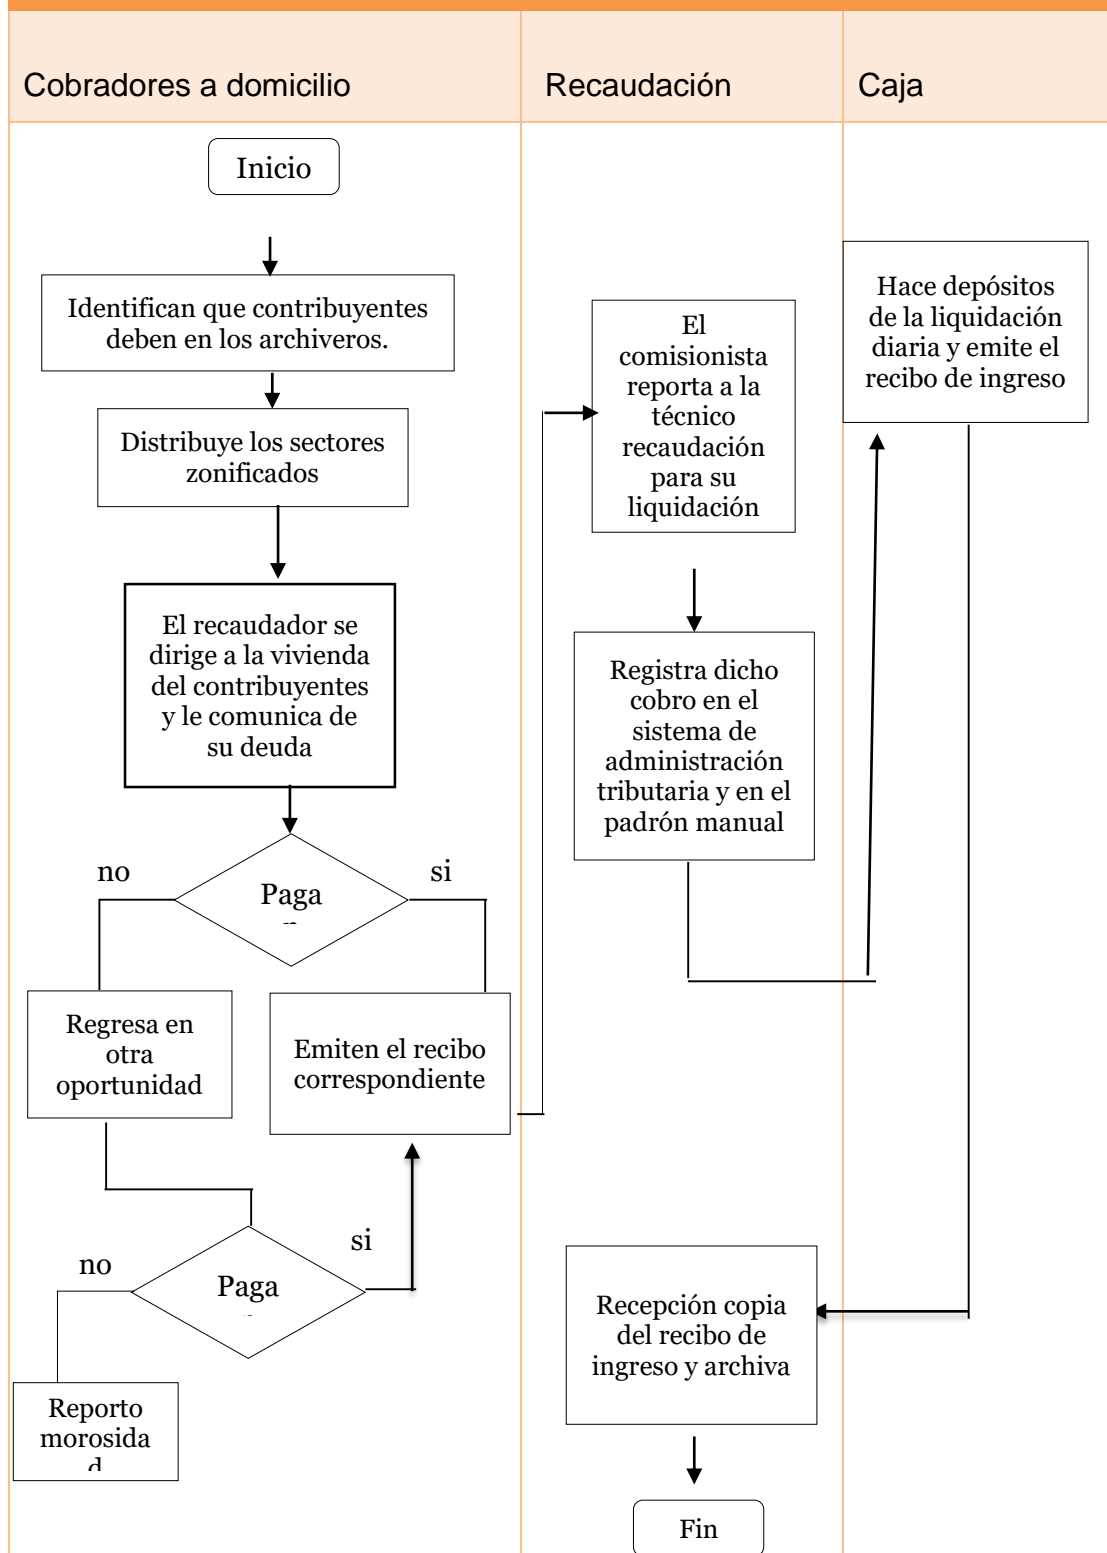 Cobradores a domicilio
Recaudación
Caja
Inicio
Identifican que contribuyentes
deben en los archiveros.
Distribuye los sectores
zonificados
El recaudador se
dirige a la vivienda
del contribuyentes
y le comunica de
su deuda
no
si
Paga
Regresa en
otra
oportunidad
Emiten el recibo
correspondiente
no
si
Paga
Reporto
morosida
d
El
comisionista
reporta a la
técnico
recaudación
para su
liquidación
Registra dicho
cobro en el
sistema de
administración
tributaria y en el
padrón manual
Hace depósitos
de la liquidación
diaria y emite el
recibo de ingreso
Recepción copia
del recibo de
ingreso y archiva
Fin